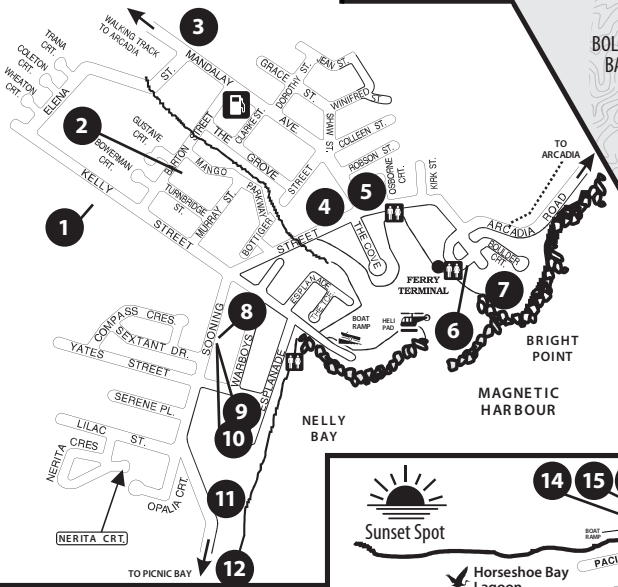 WALKING TRACK
TO ARCADIA
3
BOL
BA
TRANA
CRT.
COLETON
CRT.
WHEATON
CRT.
ELENA
ST.
MANDALAY
AVE
GRACE
ST.
DOROTHY ST.
JEAN ST
WINIFRED
SHAW
ST.
COLLEEN ST.
ROBSON ST.
OSBORNE
CRT.
KIRK ST.
THE
GROVE
CLARKE ST.
STREET
2
GUSTAVE
CRT.
BOWERMAN
CRT.
BARTON
STREET
MANGO
PARKWAY
TURNBRIDGE
ST.
MURRAY ST.
BOTTIGER
1
KELLY
STREET
4
5
TO
ARCADIA
ARCADIA
ROAD
BOULDER
CRT.
STREET
THE COVE
FERRY
TERMINAL
7
6
ESPLANADE
BOAT
RAMP
HELI
PAD
BRIGHT
POINT
MAGNETIC
HARBOUR
COMPASS CRES.
SEXTANT DR.
YATES
STREET
SOONING
8
WARBOYS
ESPLANADE
SERENE PL.
9
10
NELLY
BAY
LILAC
ST.
NERITA
CRES
NERITA
CRES
OPALIA CRT.
NERITA CRT.
11
12
TO PICNIC BAY
Sunset Spot
14
15
BOAT
RAMP
PACI
Horseshoe Bay
Lagoon